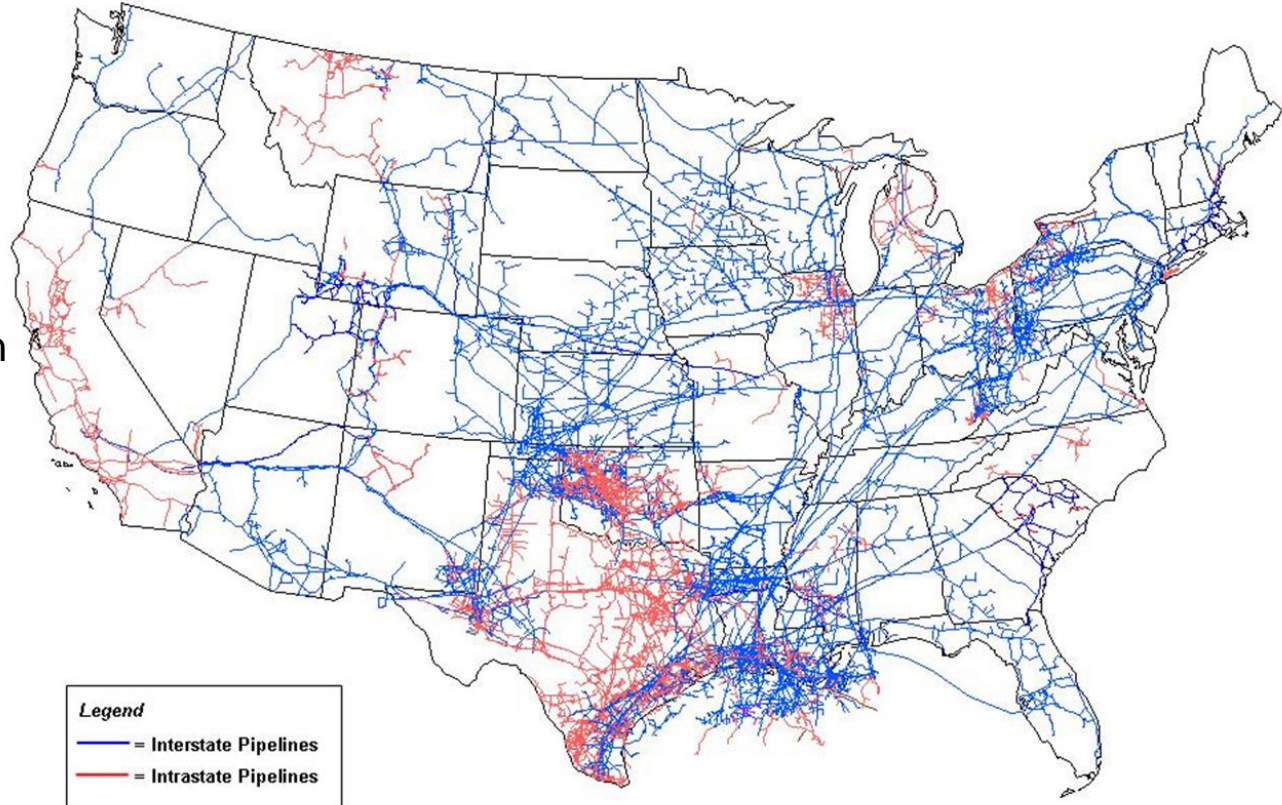 n
Legend
= Interstate Pipelines
= Intrastate Pipelines